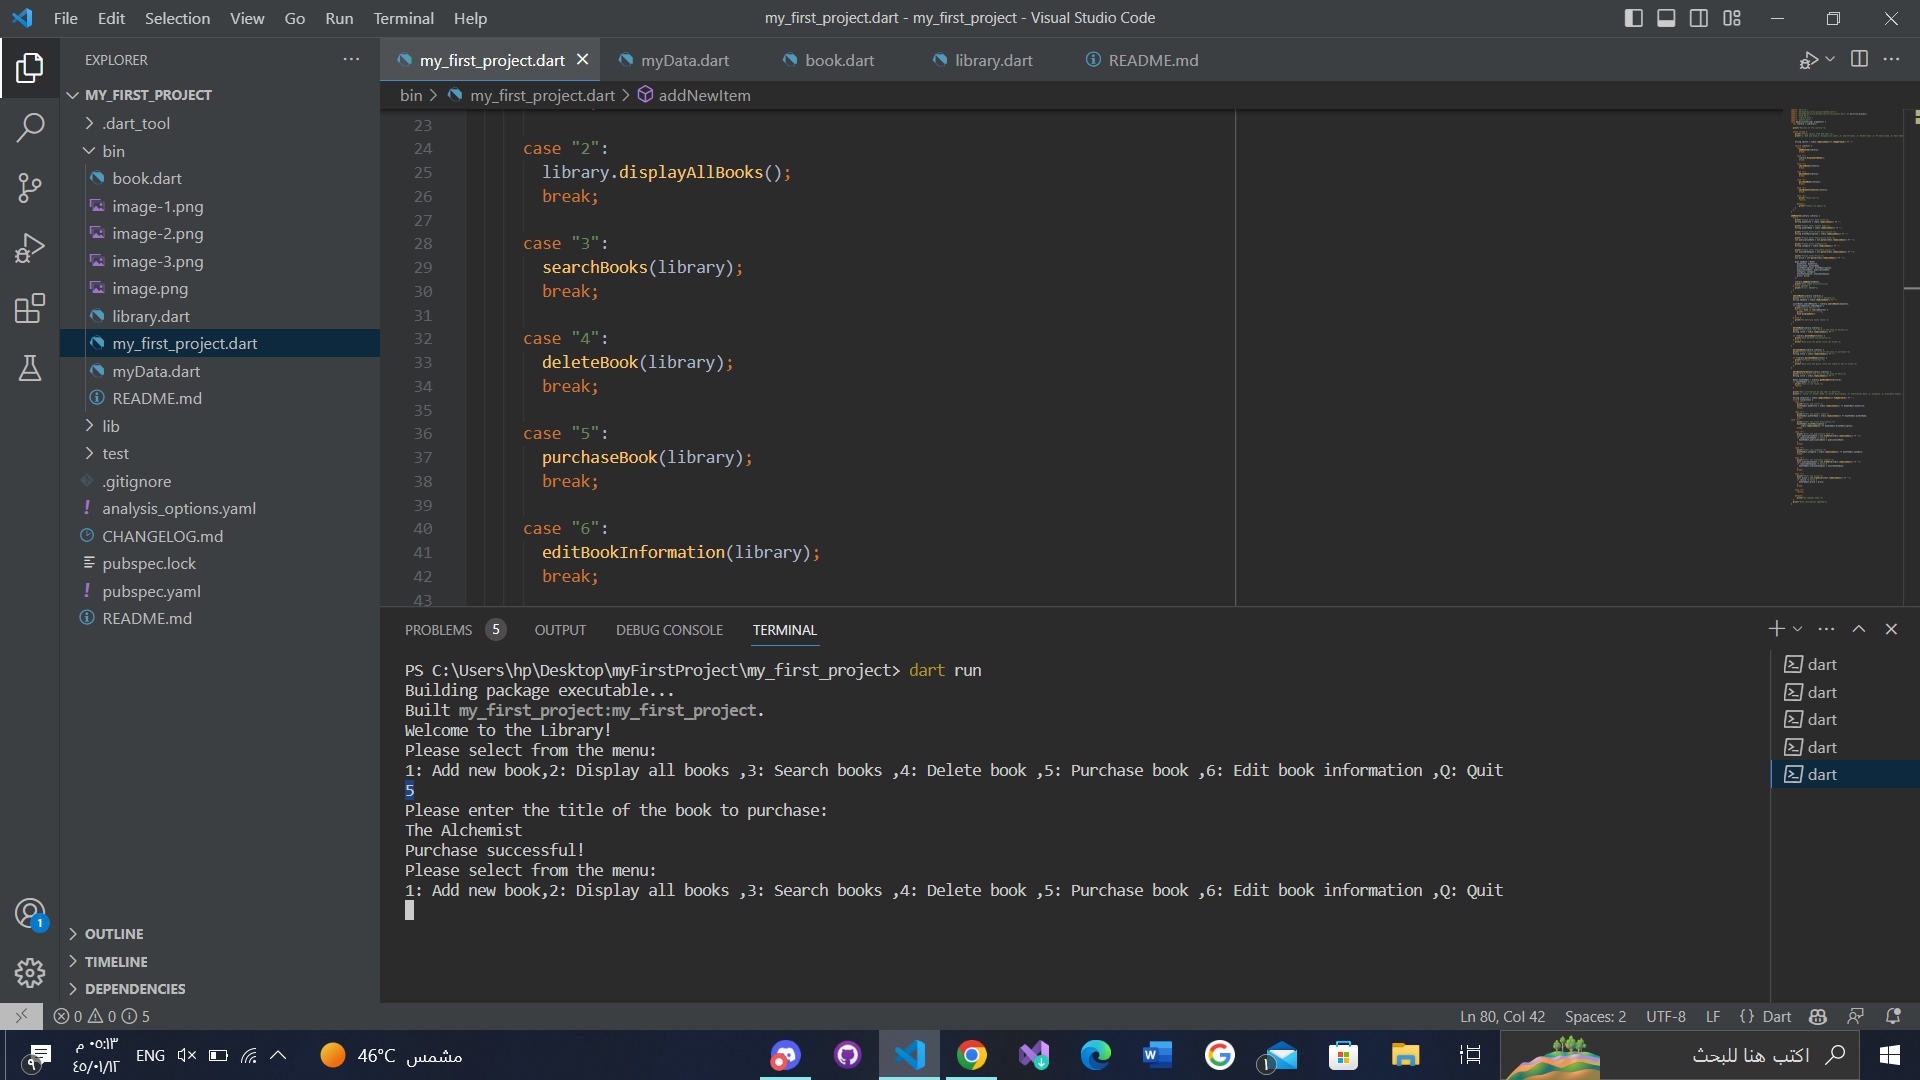 File Edit Selection View Go Run Terminal Help
my_first_project.dart - my_first_project - Visual Studio Code
EXPLORER
MY_FIRST_PROJECT
.dart_tool
bin
book.dart
image-1.png
image-2.png
image-3.png
image.png
library.dart
my_first_project.dart
myData.dart
README.md
lib
test
.gitignore
analysis_options.yaml
CHANGELOG.md
pubspec.lock
pubspec.yaml
README.md
OUTLINE
TIMELINE
DEPENDENCIES
my_first_project.dart myData.dart book.dart library.dart README.md
bin > my_first_project.dart > addNewItem
23
24 case "2":
25 library.displayAllBooks();
26 break;
27
28 case "3":
29 searchBooks(library);
30 break;
31
32 case "4":
33 deleteBook(library);
34 break;
35
36 case "5":
37 purchaseBook(library);
38 break;
39
40 case "6":
41 editBookInformation(library);
42 break;
43
PROBLEMS 5 OUTPUT DEBUG CONSOLE TERMINAL
PS C:\Users\hp\Desktop\myFirstProject\my_first_project> dart run
Building package executable...
Built my_first_project:my_first_project.
Welcome to the Library!
Please select from the menu:
1: Add new book,2: Display all books ,3: Search books ,4: Delete book ,5: Purchase book ,6: Edit book information ,Q: Quit
5
Please enter the title of the book to purchase:
The Alchemist
Purchase successful!
Please select from the menu:
1: Add new book,2: Display all books ,3: Search books ,4: Delete book ,5: Purchase book ,6: Edit book information ,Q: Quit
dart
dart
dart
dart
dart
1
0 0 5
Ln 80, Col 42 Spaces: 2 UTF-8 LF {} Dart
٩
٠٥:١٣ م
٤٥/٠١/١٢
ENG
46°C مشمس
١
اكتب هنا للبحث